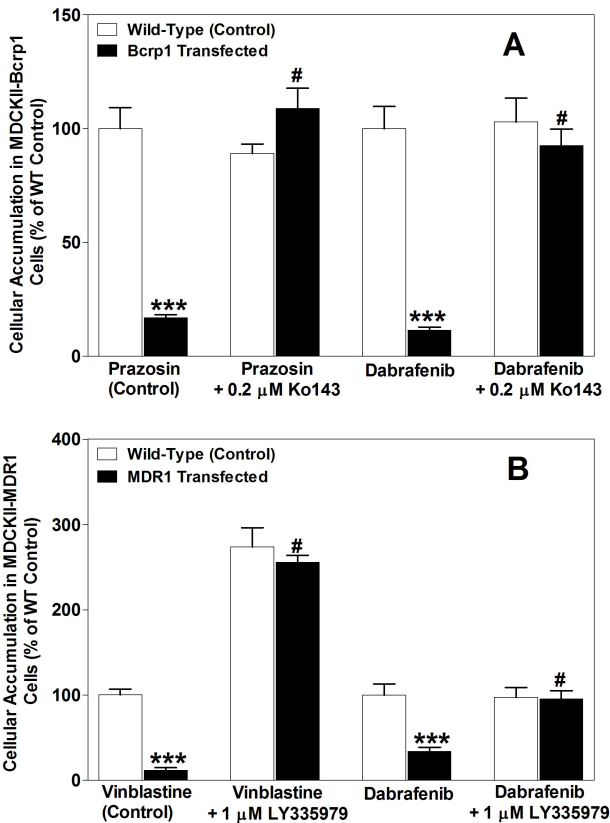 Cellular Accumulation in MDCKII-Bcrp1
Cells (% of WT Control)
150
100
50
0
Wild-Type (Control)
Bcrp1 Transfected
A
***
#
***
#
Prazosin
(Control)
Prazosin
+ 0.2 µM Ko143
Dabrafenib
Dabrafenib
+ 0.2 µM Ko143
Cellular Accumulation in MDCKII-MDR1
Cells (% of WT Control)
400
300
200
100
0
Wild-Type (Control)
MDR1 Transfected
B
***
#
***
#
Vinblastine
(Control)
Vinblastine
+ 1 µM LY335979
Dabrafenib
Dabrafenib
+ 1 µM LY335979